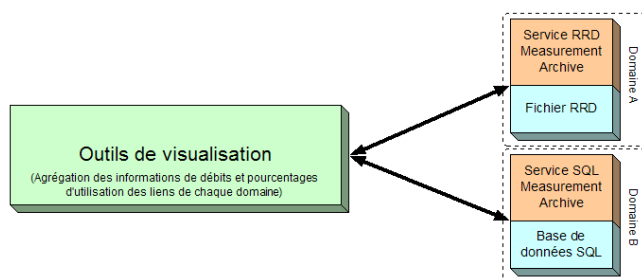 Outils de visualisation
(Agrégation des informations de débits et pourcentages
d'utilisation des liens de chaque domaine)
Service RRD
Measurement
Archive
Fichier RRD
Domaine A
Service SQL
Measurement
Archive
Base de
données SQL
Domaine B